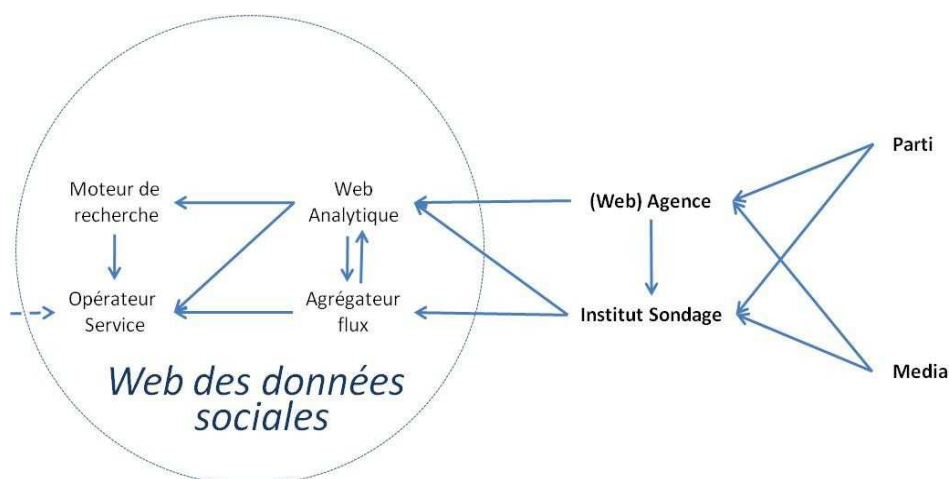 Parti
Moteur de
recherche
Web
Analytique
(Web) Agence
Opérateur
Service
Agrégateur
flux
Institut Sondage
Media
Web des données
sociales